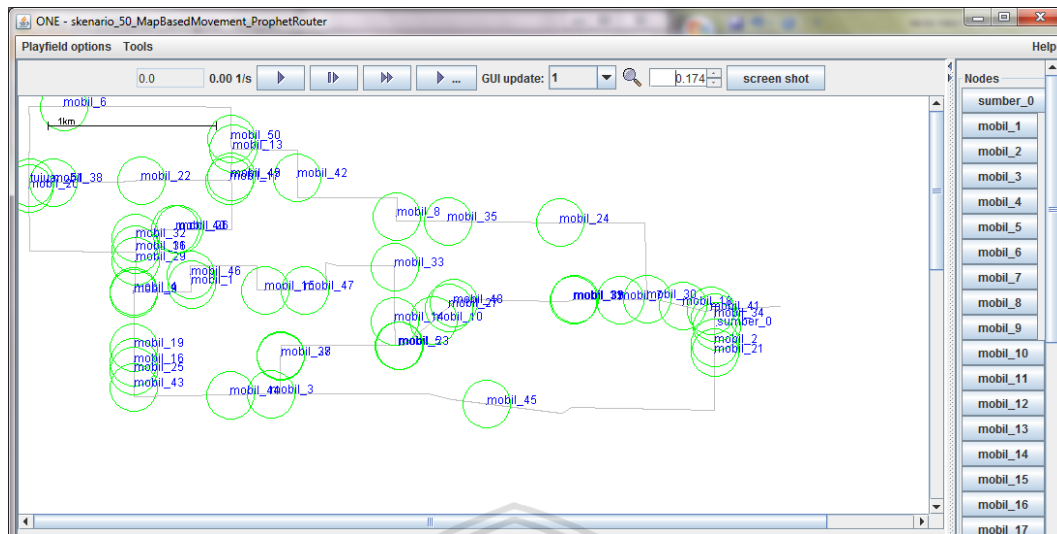 ONE - skenario_50_MapBasedMovement_ProphetRouter
Playfield options Tools Help
0.0 0.00 1/s ... GUI update: 1 0.174 screen shot
Nodes
sumber_0
mobil_1
mobil_2
mobil_3
mobil_4
mobil_5
mobil_6
mobil_7
mobil_8
mobil_9
mobil_10
mobil_11
mobil_12
mobil_13
mobil_14
mobil_15
mobil_16
mobil_17
mobil_6
1km
mobil_50
mobil_13
mobil_38
mobil_22
mobil_42
mobil_8
mobil_35
mobil_24
mobil_32
mobil_29
mobil_33
mobil_46
mobil_1
mobil_47
mobil_30
mobil_41
mobil_34
sumber_0
mobil_10
mobil_2
mobil_21
mobil_19
mobil_16
mobil_25
mobil_43
mobil_3
mobil_45